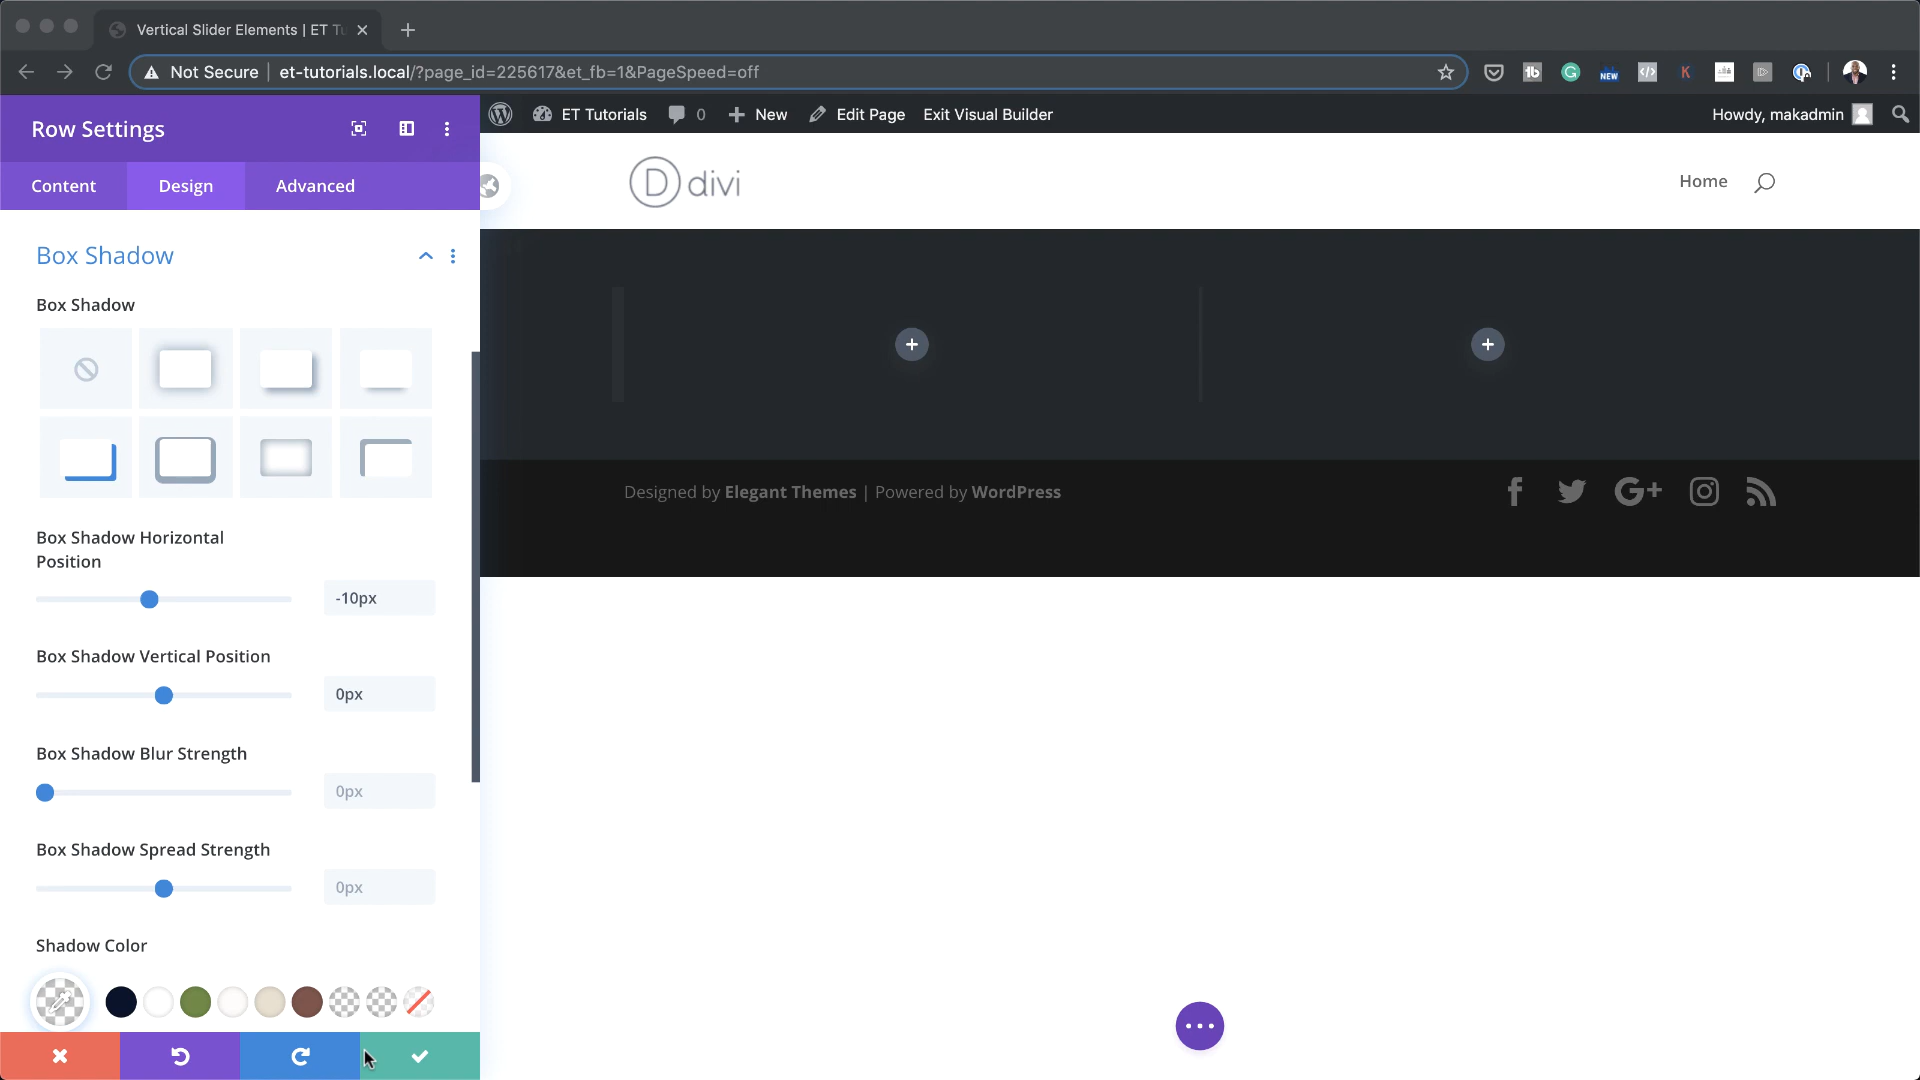 Vertical Slider Elements | ET Tu
Not Secure | et-tutorials.local/?page_id=225617&et_fb=1&PageSpeed=off
tb
G
NEW
</>
K
Row Settings
ET Tutorials 0 New Edit Page Exit Visual Builder
Howdy, makadmin
Content Design Advanced
D divi
Home
Box Shadow
Box Shadow
Box Shadow Horizontal
Position
-10px
Box Shadow Vertical Position
0px
Box Shadow Blur Strength
0px
Box Shadow Spread Strength
0px
Shadow Color
Designed by Elegant Themes | Powered by WordPress
G+